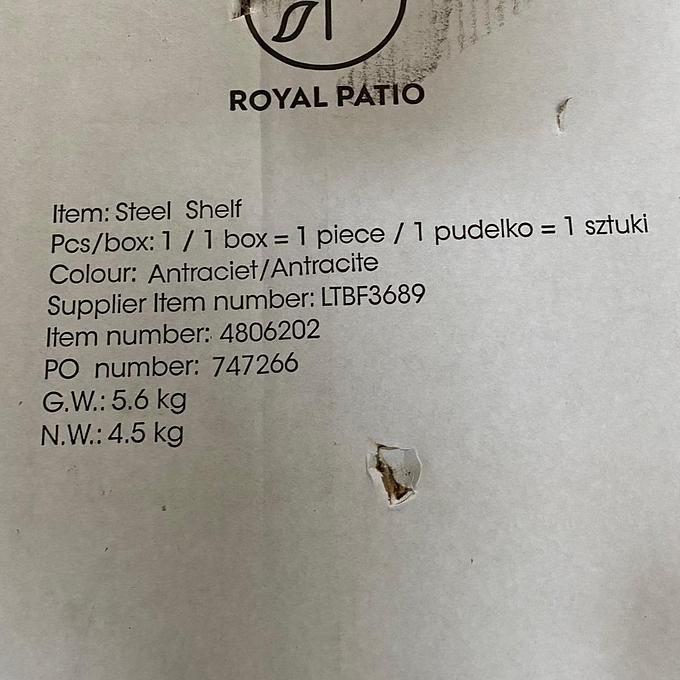 ROYAL PATIO
Item: Steel Shelf
Pcs/box: 1 / 1 box = 1 piece / 1 pudelko = 1 sztuki
Colour: Antraciet/Antracite
Supplier Item number: LTBF3689
Item number: 4806202
PO number: 747266
G.W.: 5.6 kg
N.W.: 4.5 kg